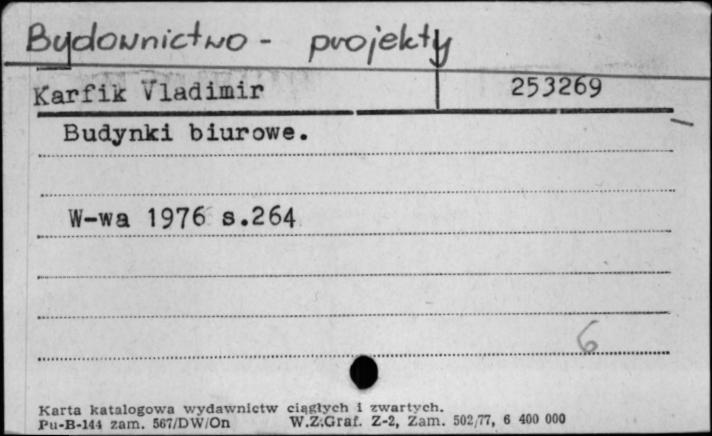 Budownictwo - projekty
Karfik Vladimir 253269
Budynki biurowe.
W-wa 1976 s.264
6
Karta katalogowa wydawnictw ciągłych i zwartych.
Pu-B-144 zam. 567/DW/On W.Z.Graf. Z-2, Zam. 502/77, 6 400 000